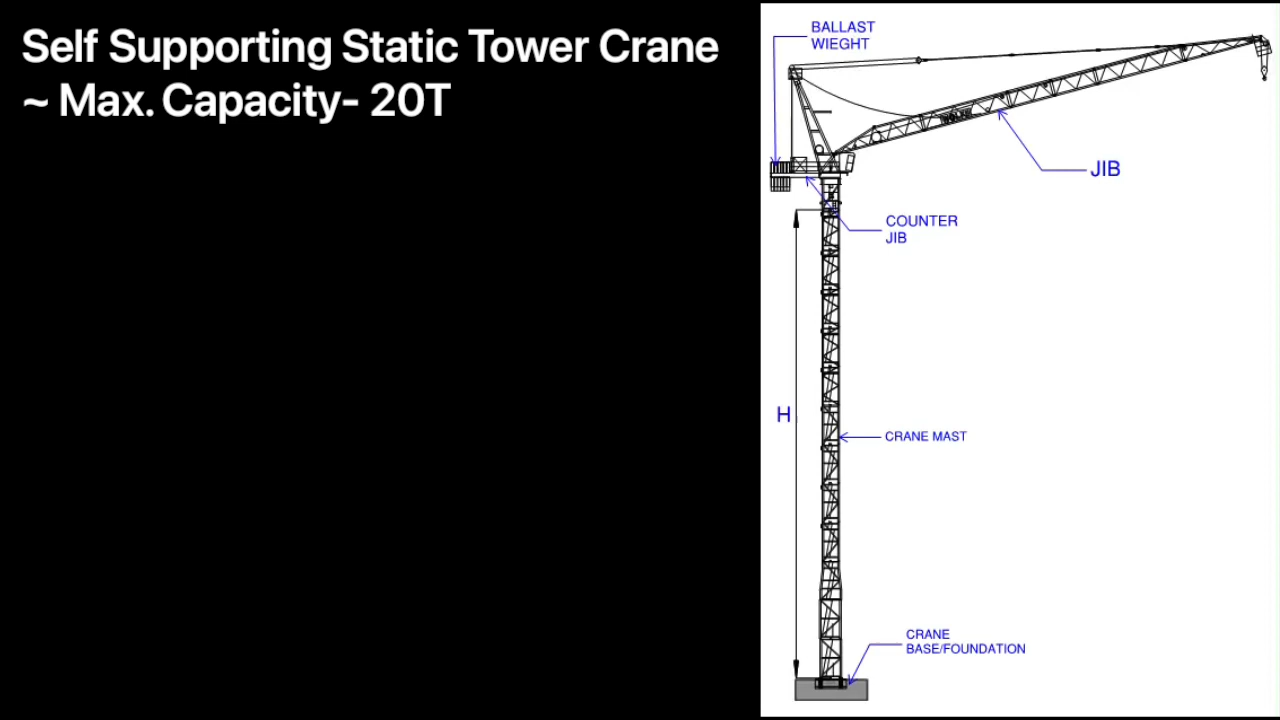 Self Supporting Static Tower Crane
~ Max. Capacity- 20T
BALLAST
WIEGHT
JIB
COUNTER
JIB
H
CRANE MAST
CRANE
BASE/FOUNDATION